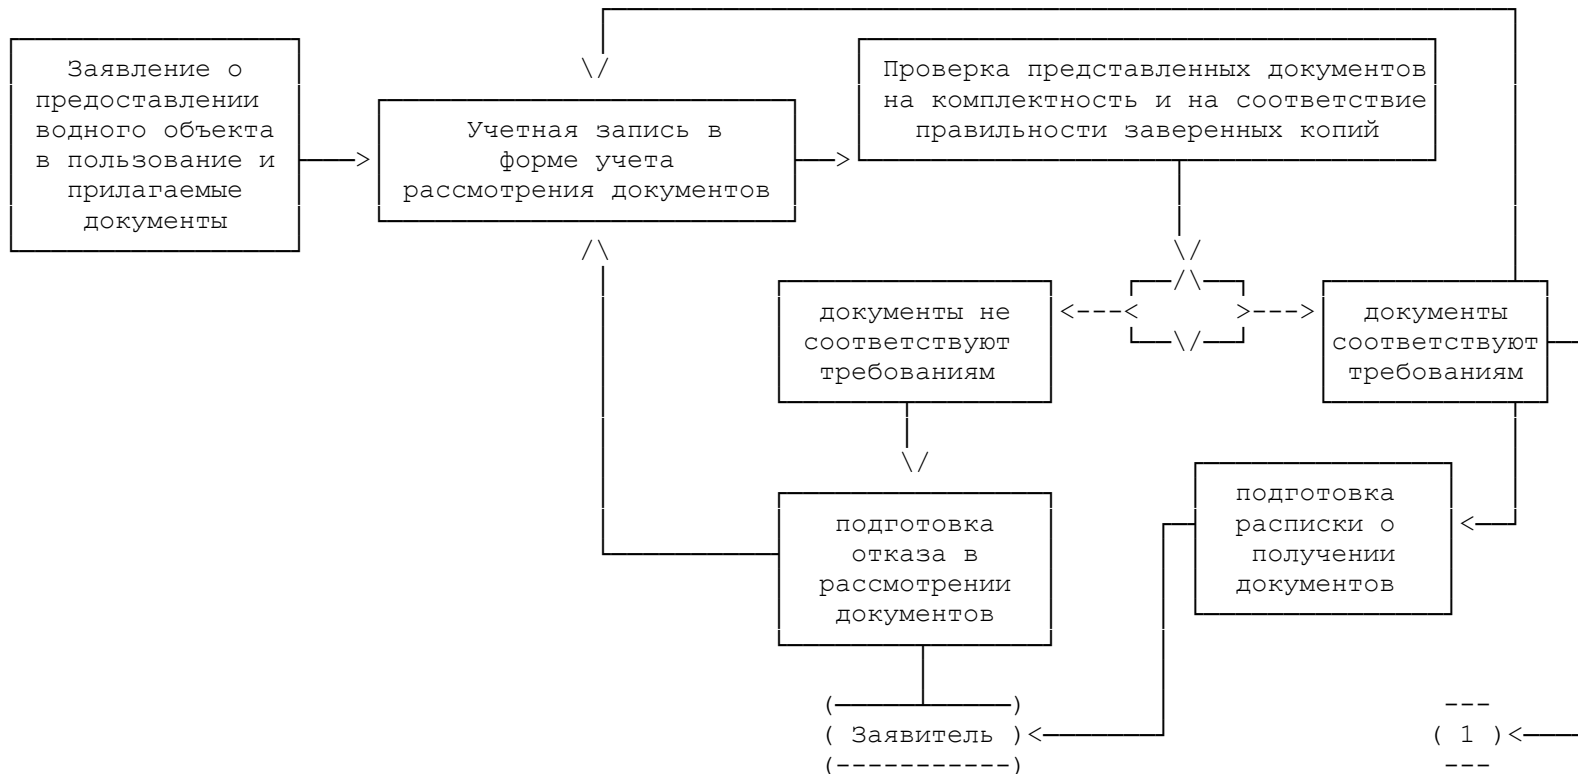 Заявление о
предоставлении
водного объекта
в пользование и
прилагаемые
документы
Учетная запись в
форме учета
рассмотрения документов
Проверка представленных документов
на комплектность и на соответствие
правильности заверенных копий
документы не
соответствуют
требованиям
документы
соответствуют
требованиям
подготовка
отказа в
рассмотрении
документов
подготовка
расписки о
получении
документов
Заявитель
1